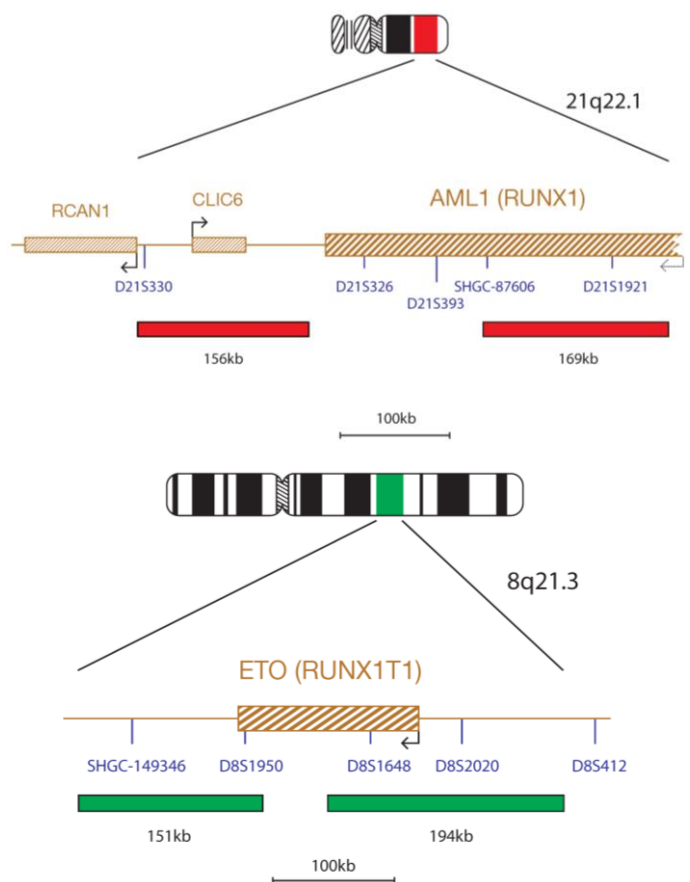 21q22.1
AML1 (RUNX1)
CLIC6
RCAN1
D21S330
D21S326
SHGC-87606
D21S1921
D21S393
156kb
169kb
100kb
8q21.3
ETO (RUNX1T1)
SHGC-149346
D8S1950
D8S1648
D8S2020
D8S412
151kb
194kb
100kb